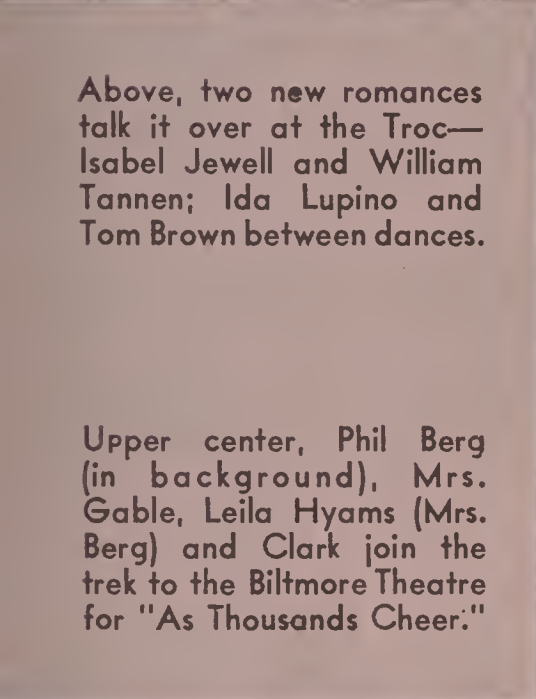 Above, two new romances
talk it over at the Troc—
Isabel Jewell and William
Tannen; Ida Lupino and
Tom Brown between dances.
Upper center, Phil Berg
(in background), Mrs.
Gable, Leila Hyams (Mrs.
Berg) and Clark join the
trek to the Biltmore Theatre
for "As Thousands Cheer."